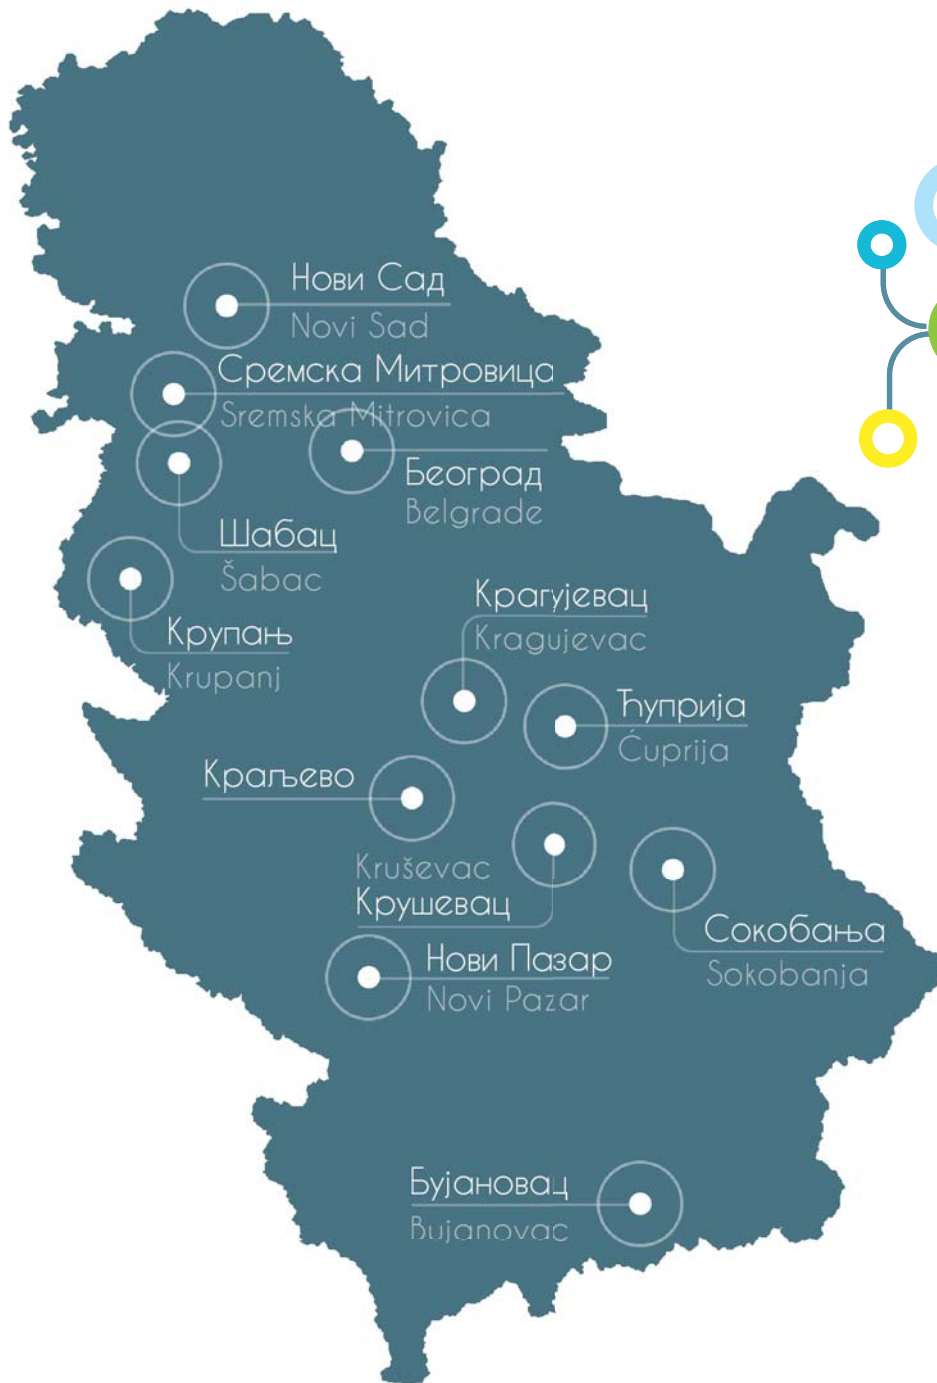 Нови Сад
Novi Sad
Сремска Митровица
Sremska Mitrovica
Београд
Belgrade
Шабац
Šabac
Крагујевац
Kragujevac
Крупањ
Krupanj
Ћуприја
Ćuprija
Краљево
Kruševac
Крушевац
Сокобања
Sokobanja
Нови Пазар
Novi Pazar
Бујановац
Bujanovac